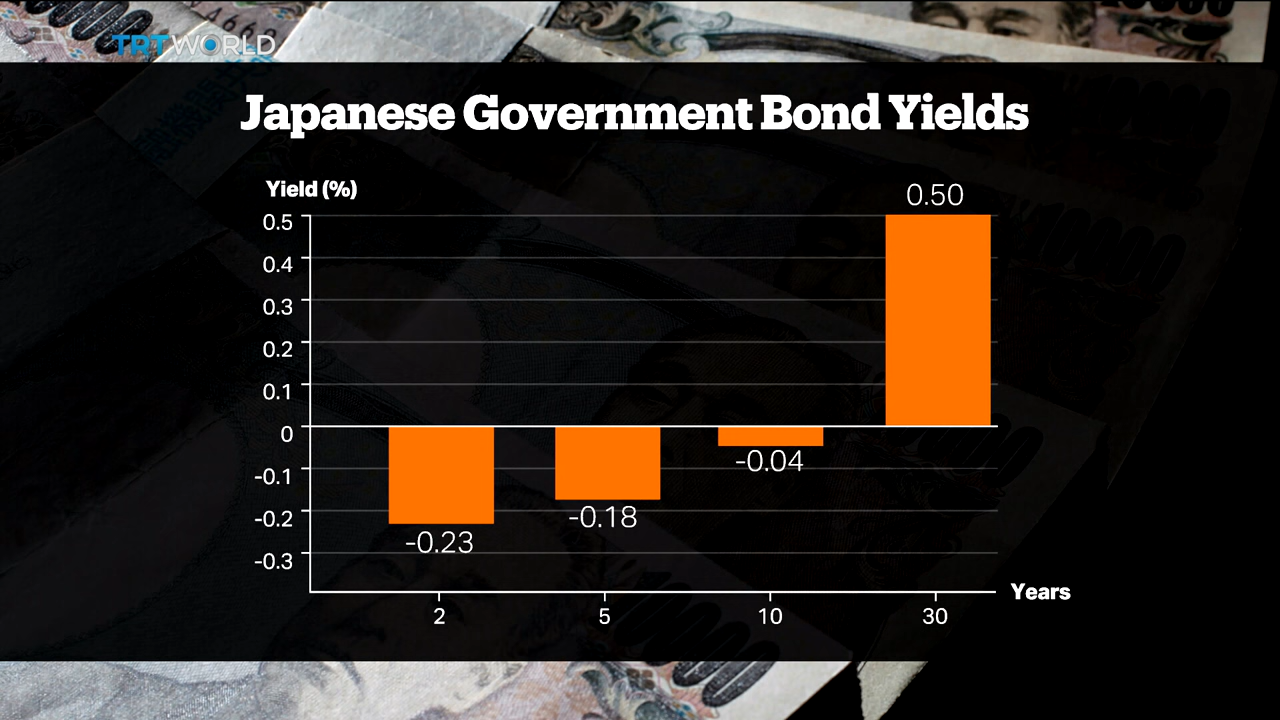 TRT WORLD
Japanese Government Bond Yields
Yield (%)
0.50
0.5
0.4
0.3
0.2
0.1
0
-0.1
-0.2
-0.3
-0.04
-0.18
-0.23
Years
2 5 10 30